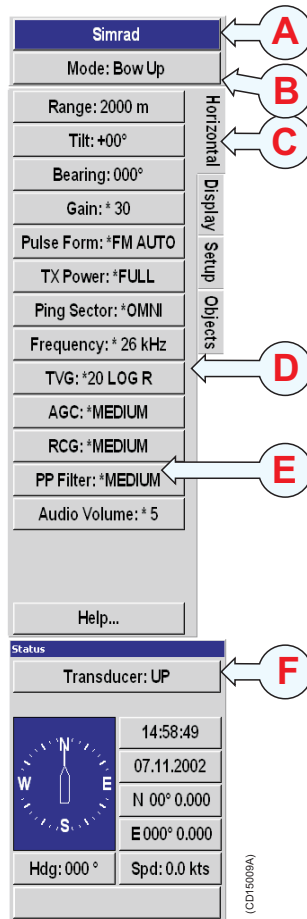 Simrad
A
Mode: Bow Up
B
Range: 2000 m
Horizontal
C
Tilt: +00°
Bearing: 000°
Display
Gain: * 30
Pulse Form: *FM AUTO
Setup
TX Power: *FULL
Ping Sector: *OMNI
Objects
Frequency: * 26 kHz
TVG: *20 LOG R
D
AGC: *MEDIUM
RCG: *MEDIUM
PP Filter: *MEDIUM
E
Audio Volume: * 5
Help...
Status
Transducer: UP
F
14:58:49
07.11.2002
N 00° 0.000
E 000° 0.000
N
W
E
S
Hdg: 000 °
Spd: 0.0 kts
(CD15009A)